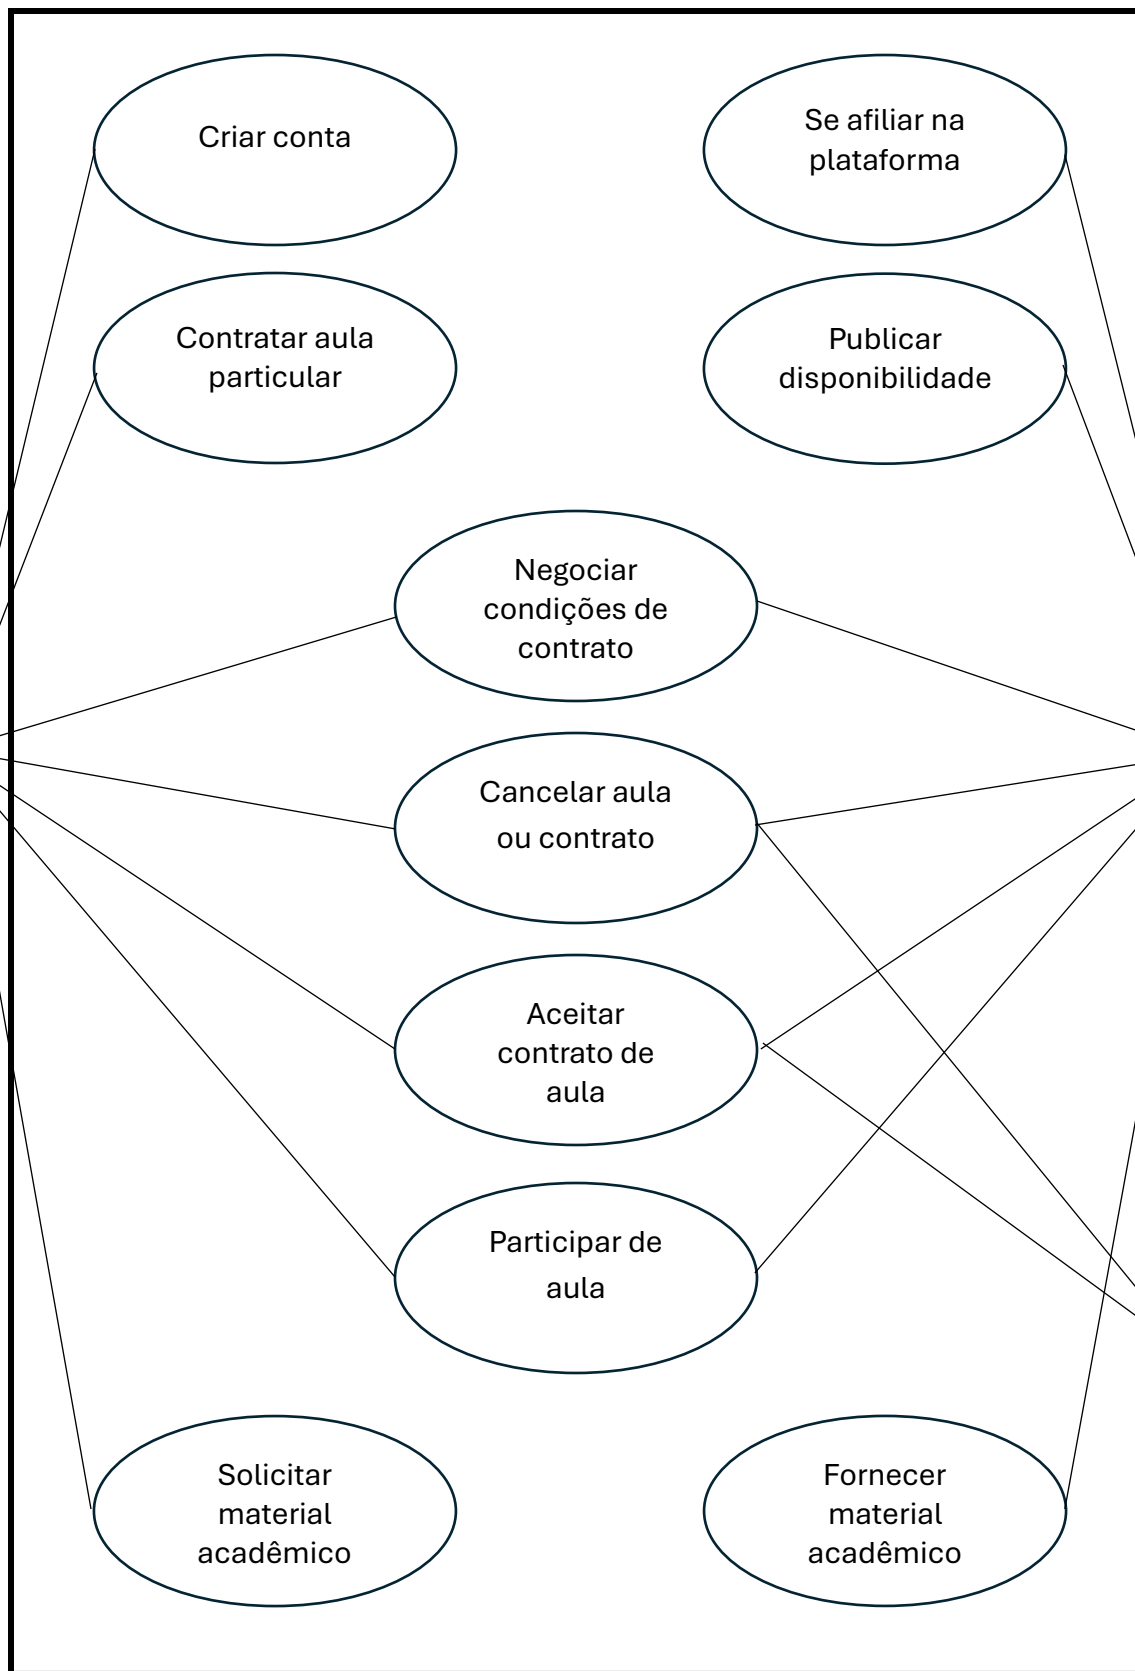 Criar conta
Se afiliar na
plataforma
Contratar aula
particular
Publicar
disponibilidade
Negociar
condições de
contrato
Cancelar aula
ou contrato
Aceitar
contrato de
aula
Participar de
aula
Solicitar
material
acadêmico
Fornecer
material
acadêmico